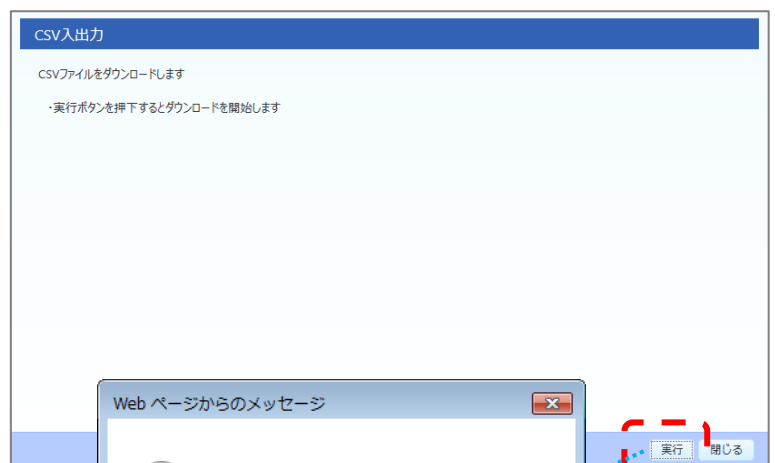 CSV入出力
CSVファイルをダウンロードします
・実行ボタンを押下するとダウンロードを開始します
Web ページからのメッセージ
実行 閉じる